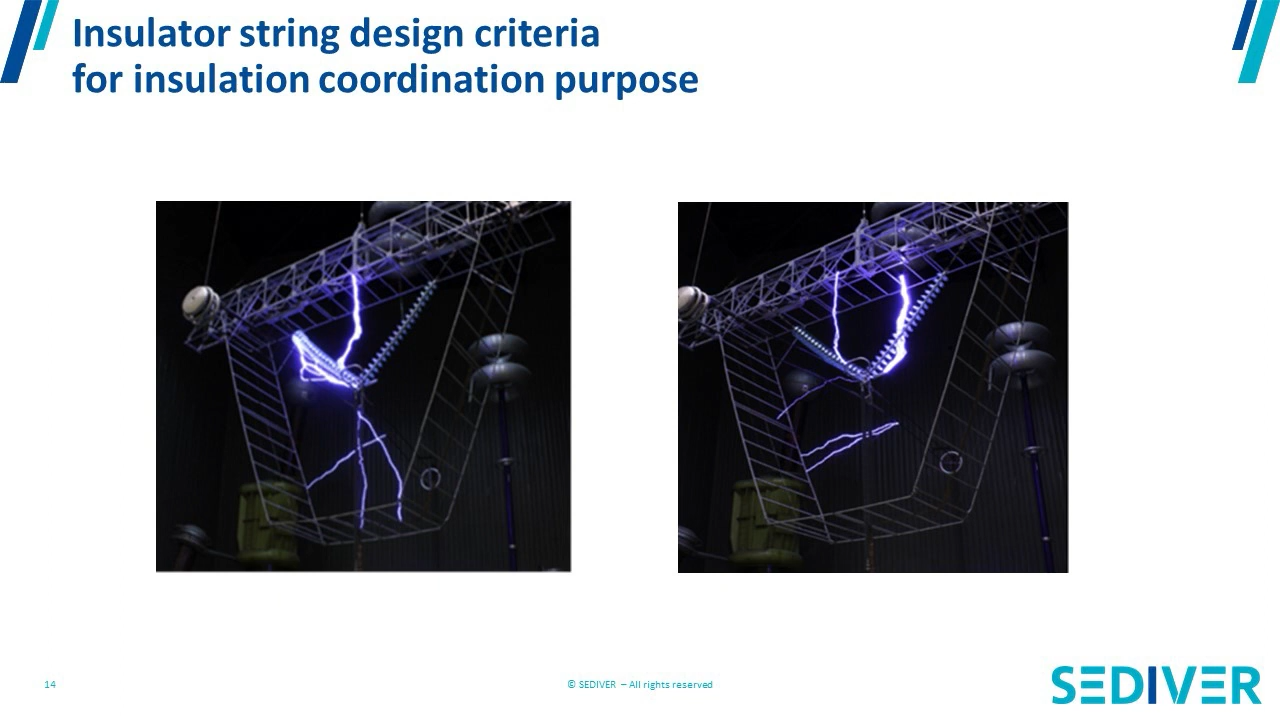 Insulator string design criteria
for insulation coordination purpose
14
© SEDIVER – All rights reserved
SEDIVER